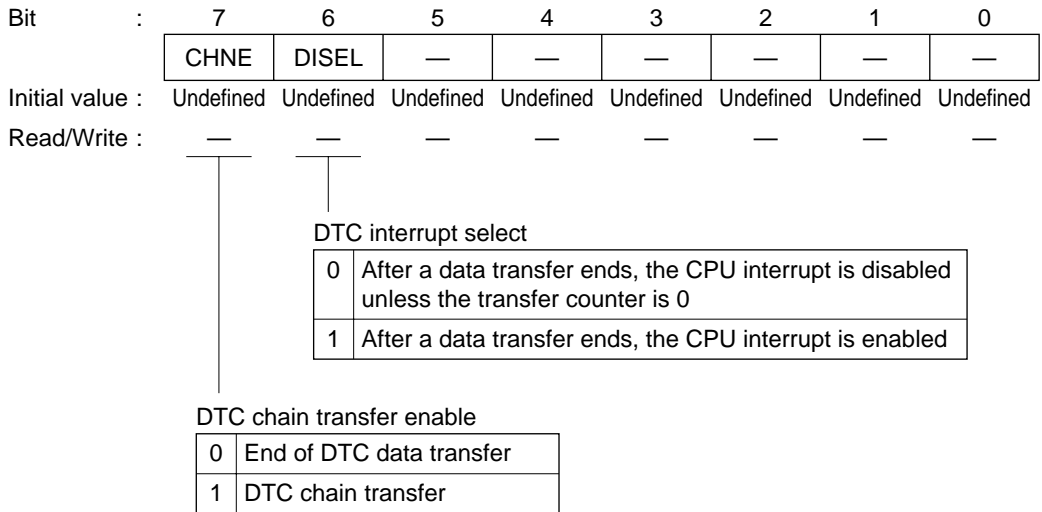 Bit : 7 6 5 4 3 2 1 0
CHNE DISEL — — — — — —
Initial value : Undefined Undefined Undefined Undefined Undefined Undefined Undefined Undefined
Read/Write : — — — — — — — —
DTC interrupt select
0 After a data transfer ends, the CPU interrupt is disabled
unless the transfer counter is 0
1 After a data transfer ends, the CPU interrupt is enabled
DTC chain transfer enable
0 End of DTC data transfer
1 DTC chain transfer